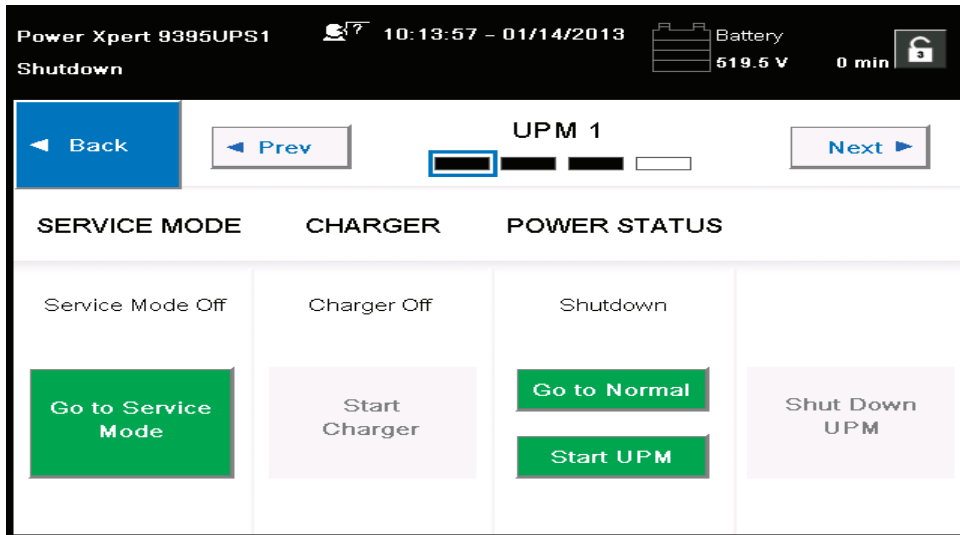 Power Xpert 9395UPS1 ? 10:13:57 - 01/14/2013 Battery
Shutdown 519.5 V 0 min 3
Back Prev UPM 1 Next
SERVICE MODE CHARGER POWER STATUS
Service Mode Off Charger Off Shutdown
Go to Service
Mode
Start
Charger
Go to Normal
Start UPM
Shut Down
UPM